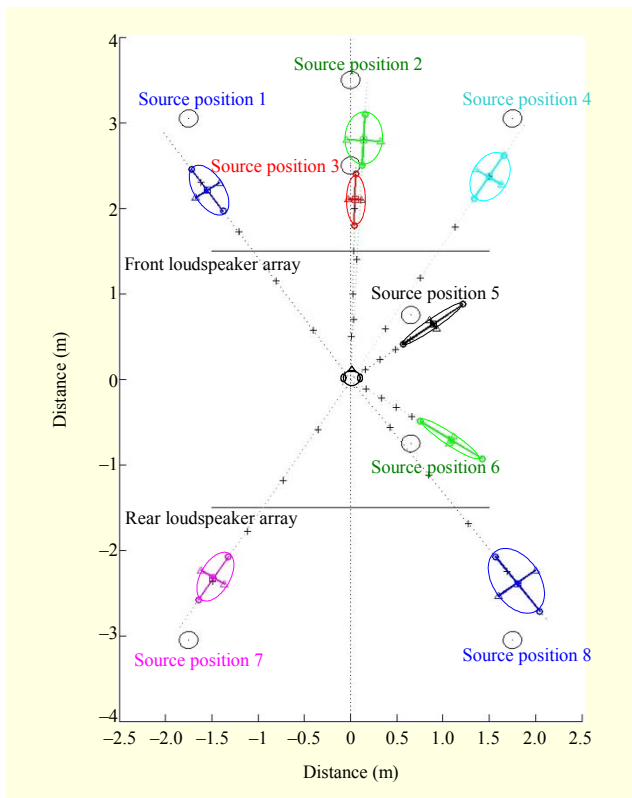 4
Source position 2
Source position 1
Source position 4
3
Source position 3
2
Front loudspeaker array
1
Source position 5
Distance (m)
0
–1
Source position 6
Rear loudspeaker array
–2
–3
Source position 7
Source position 8
–4
–2.5 –2.0 –1 –1.5 –0.5 0 0.5 1.0 1.5 2.0 2.5
Distance (m)